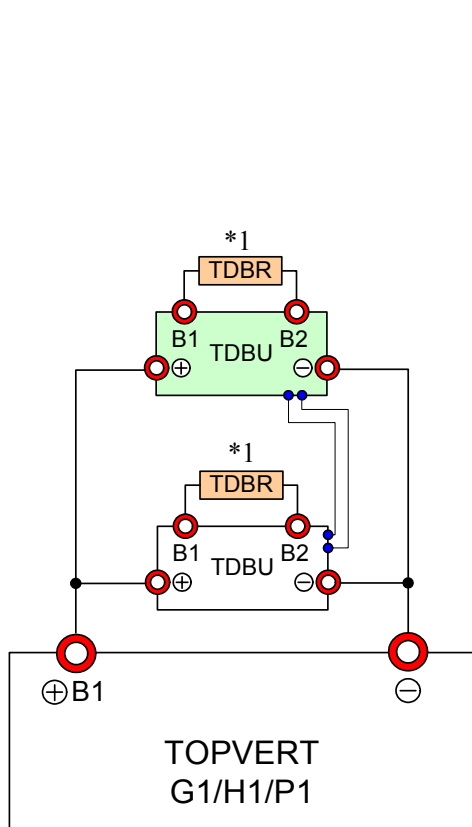 *1
TDBR
B1 B2
TDBU
⊕ ⊖
*1
TDBR
B1 B2
TDBU
⊕ ⊖
⊕B1 ⊖
TOPVERT
G1/H1/P1